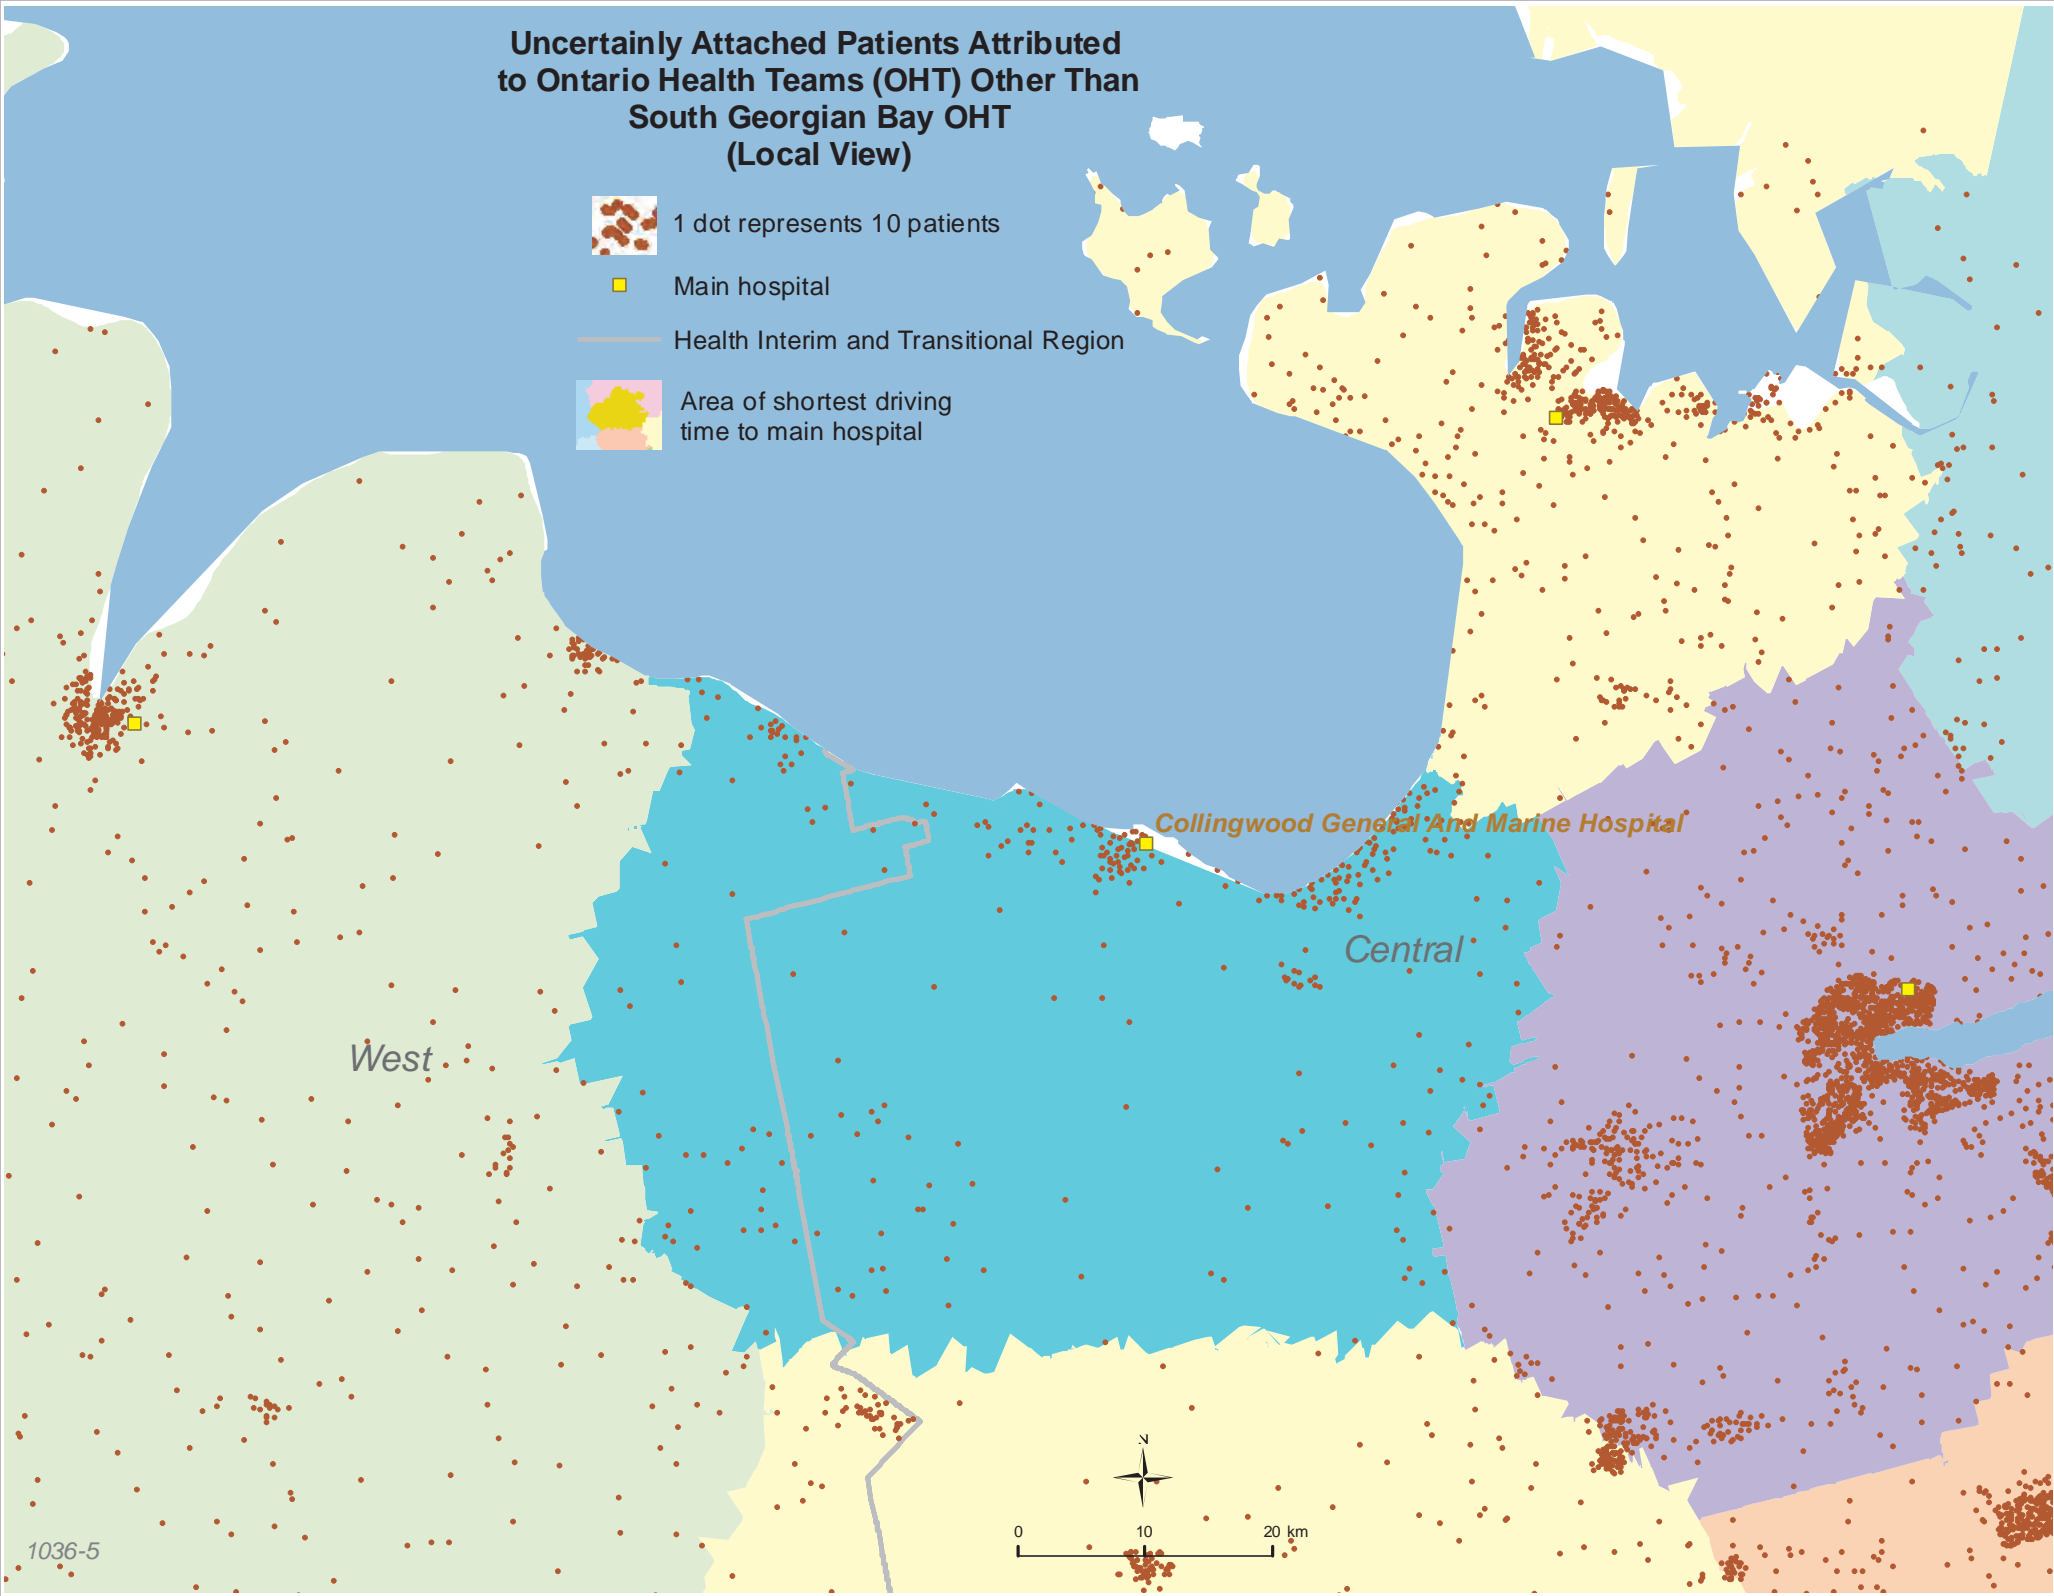 Uncertainly Attached Patients Attributed
to Ontario Health Teams (OHT) Other Than
South Georgian Bay OHT
(Local View)
1 dot represents 10 patients
Main hospital
Health Interim and Transitional Region
Area of shortest driving
time to main hospital
Collingwood General And Marine Hospital
Central
West
N
0 10 20 km
1036-5